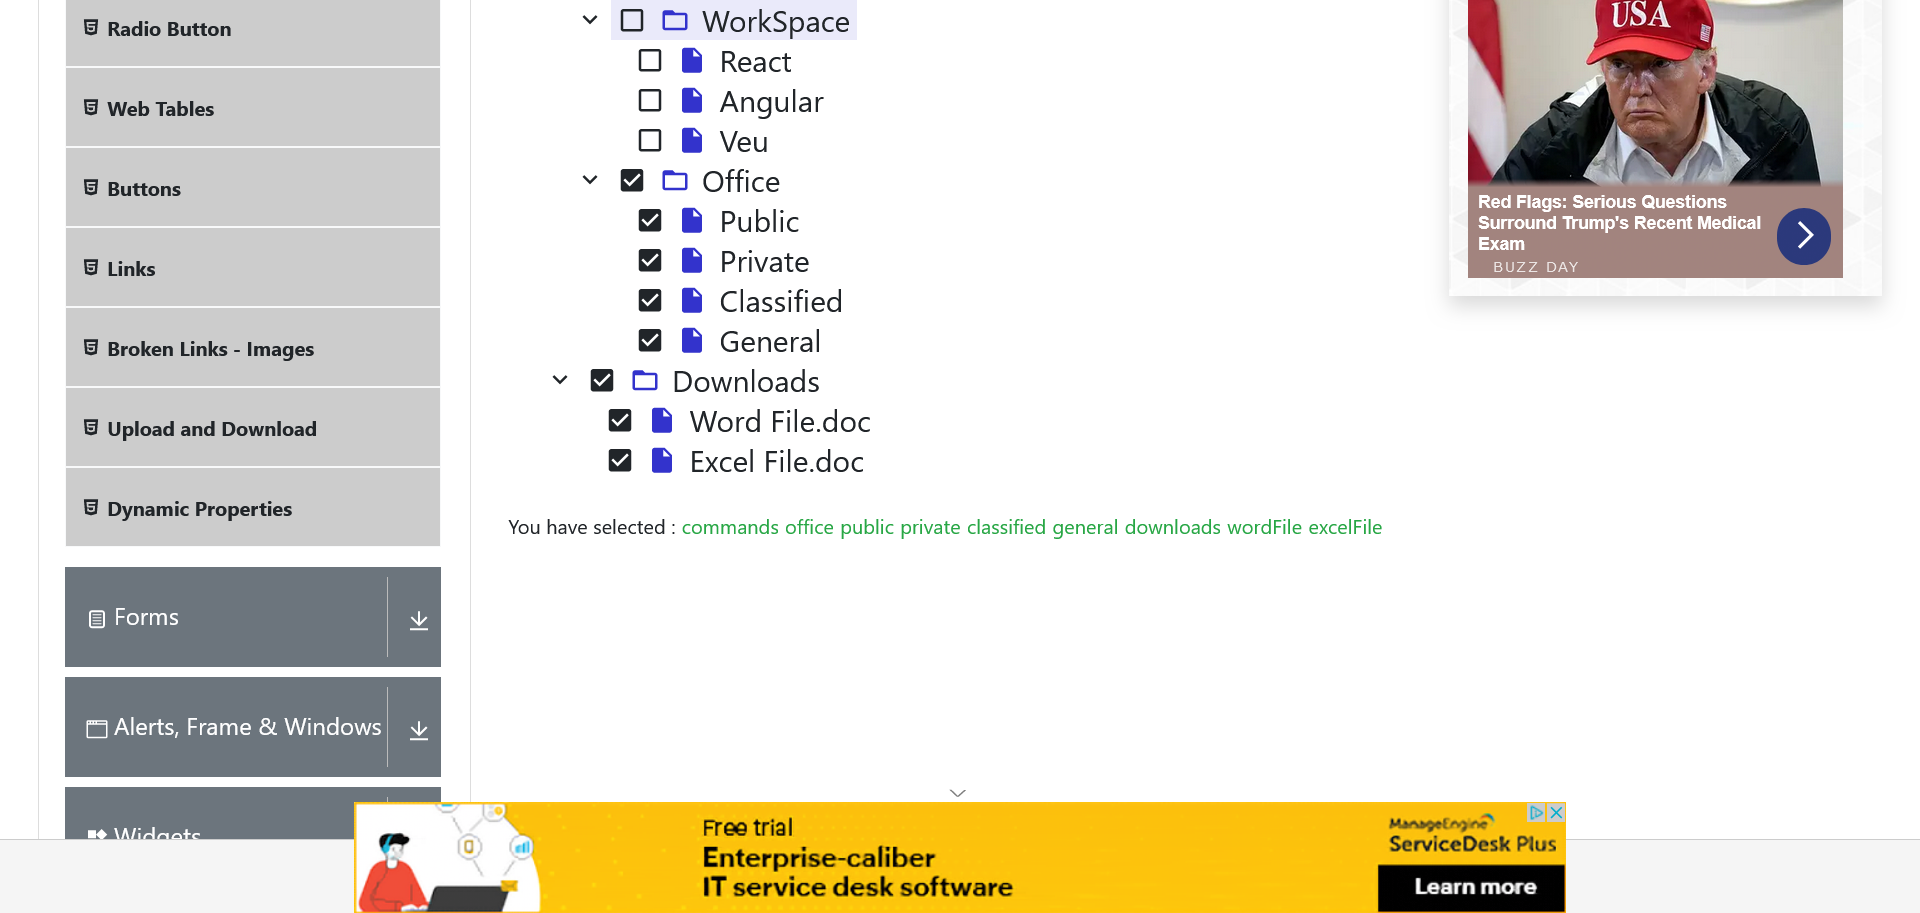 Radio Button
Web Tables
Buttons
Links
Broken Links - Images
Upload and Download
Dynamic Properties
Forms
Alerts, Frame & Windows
Widgets
WorkSpace
React
Angular
Veu
Office
Public
Private
Classified
General
Downloads
Word File.doc
Excel File.doc
You have selected : commands office public private classified general downloads wordFile excelFile
USA
Red Flags: Serious Questions
Surround Trump's Recent Medical
Exam
BUZZ DAY
Free trial
Enterprise-caliber
IT service desk software
ManageEngine
ServiceDesk Plus
Learn more